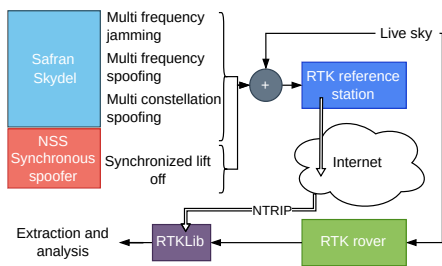 Safran
Skydel
Multi frequency
jamming
Multi frequency
spoofing
Multi constellation
spoofing
NSS
Synchronous
spoofer
Synchronized lift
off
+
Live sky
RTK reference
station
Internet
NTRIP
Extraction and
analysis
RTKLib
RTK rover